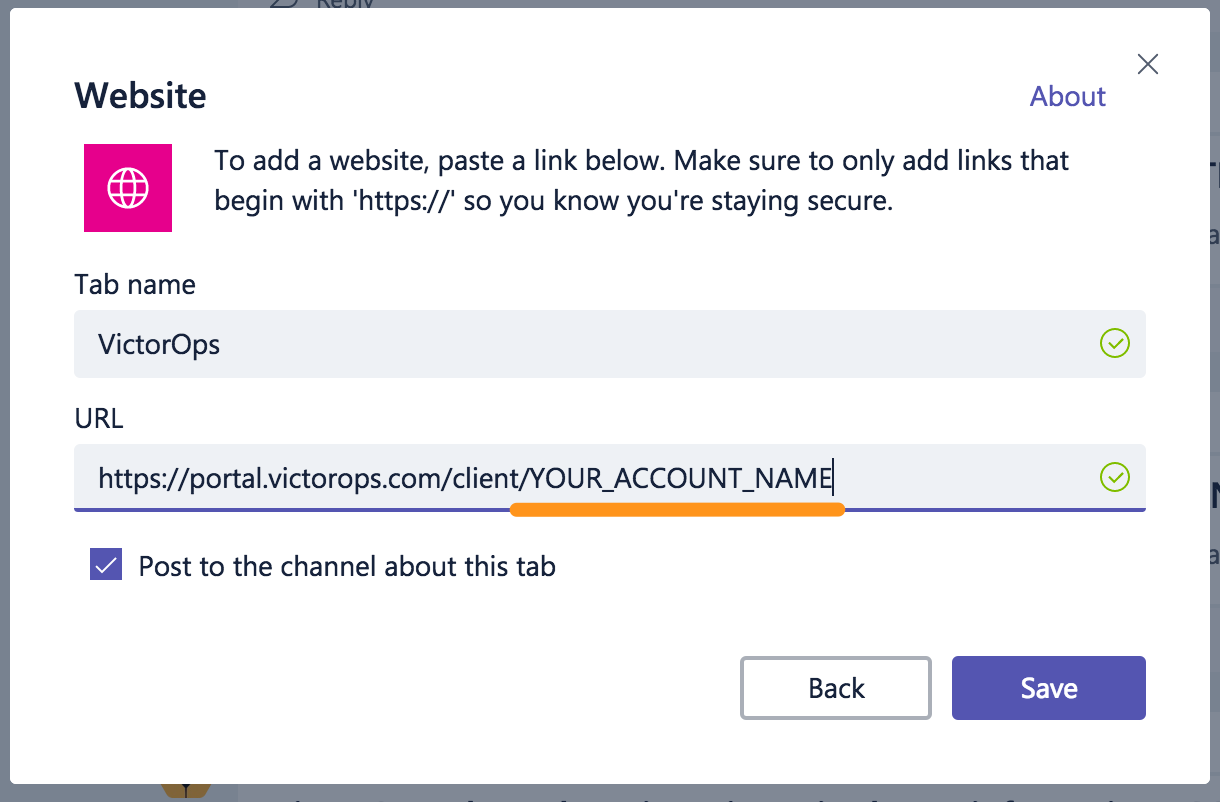 Reply
Website
About
To add a website, paste a link below. Make sure to only add links that
begin with 'https://' so you know you're staying secure.
Tab name
VictorOps
URL
https://portal.victorops.com/client/YOUR_ACCOUNT_NAME
Post to the channel about this tab
Back
Save